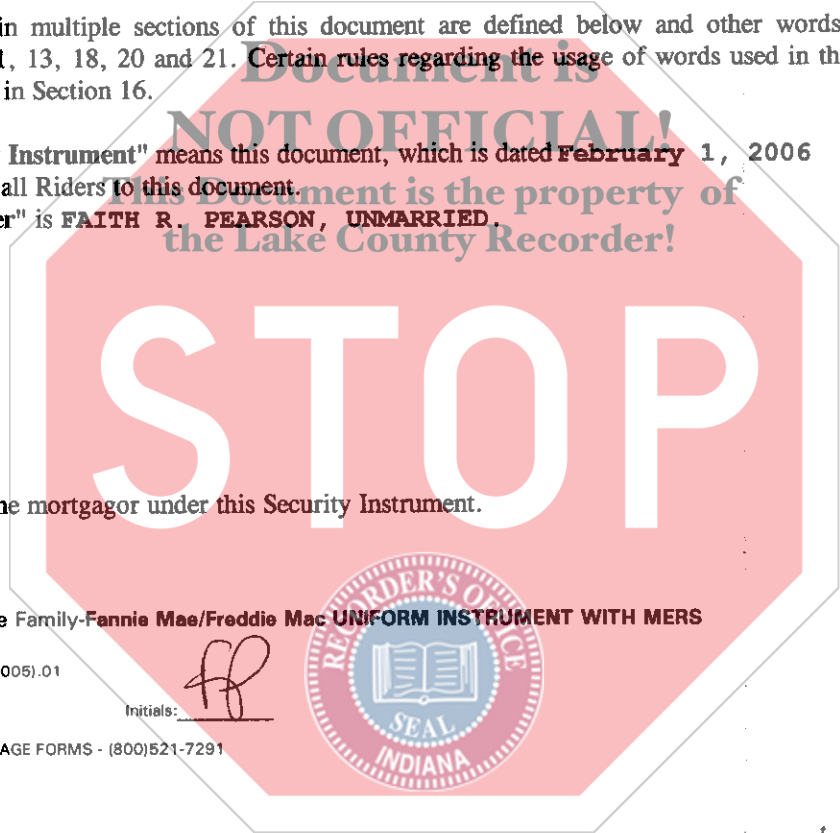 in multiple sections of this document are defined below and other words
, 13, 18, 20 and 21. Certain rules regarding the usage of words used in th
in Section 16.
Document is
NOT OFFICIAL!
Instrument" means this document, which is dated February 1, 2006
all Riders to this document.
This Document is the property of
er" is FAITH R. PEARSON, UNMARRIED.
the Lake County Recorder!
STOP
he mortgagor under this Security Instrument.
e Family-Fannie Mae/Freddie Mac UNIFORM INSTRUMENT WITH MERS
005).01
Initials: fp
AGE FORMS - (800)521-7291
RECORDER'S OFFICE
SEAL
INDIANA